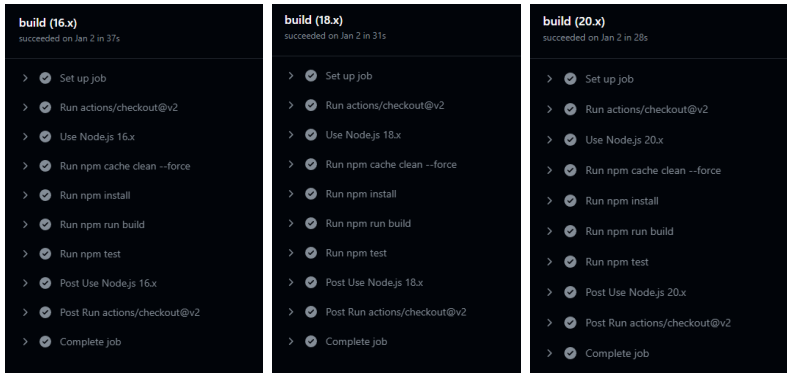 build (16.x)
succeeded on Jan 2 in 37s
Set up job
Run actions/checkout@v2
Use Node.js 16.x
Run npm cache clean --force
Run npm install
Run npm run build
Run npm test
Post Use Node.js 16.x
Post Run actions/checkout@v2
Complete job
build (18.x)
succeeded on Jan 2 in 31s
Set up job
Run actions/checkout@v2
Use Node.js 18.x
Run npm cache clean --force
Run npm install
Run npm run build
Run npm test
Post Use Node.js 18.x
Post Run actions/checkout@v2
Complete job
build (20.x)
succeeded on Jan 2 in 28s
Set up job
Run actions/checkout@v2
Use Node.js 20.x
Run npm cache clean --force
Run npm install
Run npm run build
Run npm test
Post Use Node.js 20.x
Post Run actions/checkout@v2
Complete job